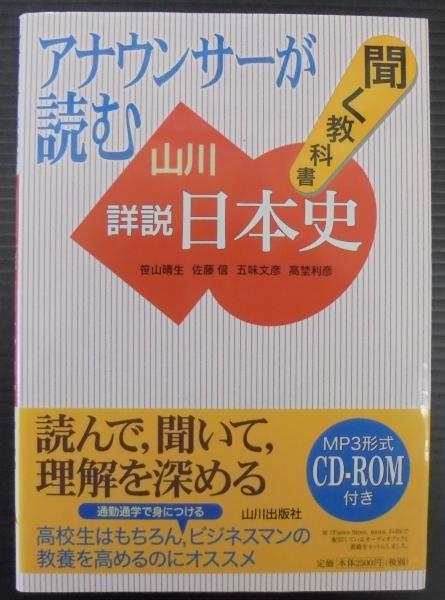 アナウンサーが
読む
聞く教科書
山川
詳説 日本史
笹山晴生 佐藤 信 五味文彦 高埜利彦
読んで,聞いて,
理解を深める
通勤通学で身につける
高校生はもちろん,ビジネスマンの
教養を高めるのにオススメ
山川出版社
MP3形式
CD-ROM
付き
定価 本体2500円 (税別)